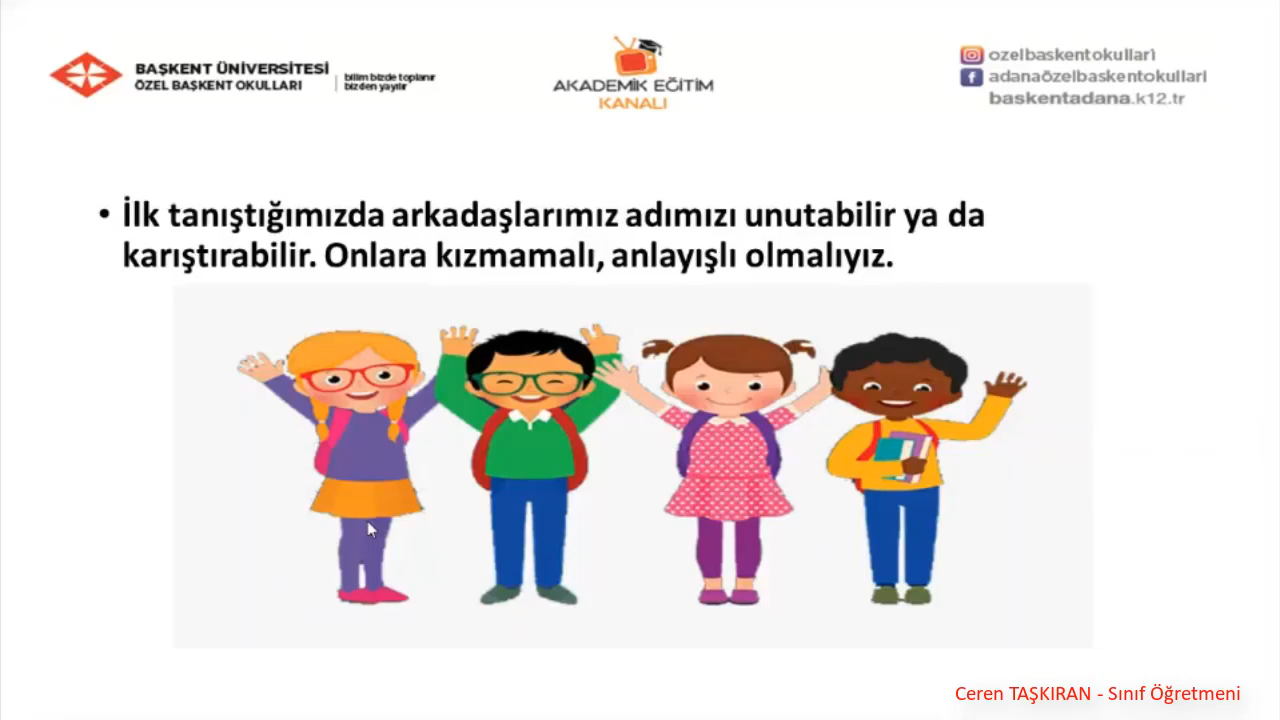 BAŞKENT ÜNİVERSİTESİ
ÖZEL BAŞKENT OKULLARI
bilim bizde toplanır
bizden yayılır
AKADEMİK EĞİTİM
KANALI
ozelbaskentokullari
adanaözelbaskentokullari
baskentadana.k12.tr
• İlk tanıştığımızda arkadaşlarımız adımızı unutabilir ya da
karıştırabilir. Onlara kızmamalı, anlayışlı olmalıyız.
Ceren TAŞKIRAN - Sınıf Öğretmeni